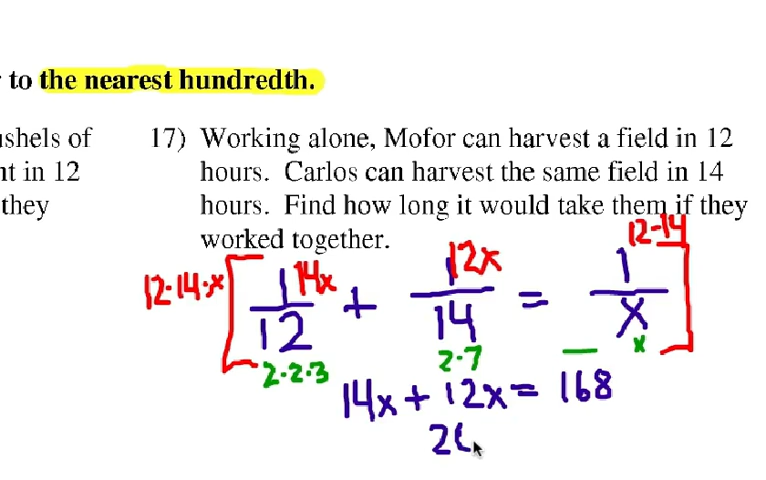 to the nearest hundredth.
ushels of 17) Working alone, Mofor can harvest a field in 12
nt in 12 hours. Carlos can harvest the same field in 14
they hours. Find how long it would take them if they
worked together.
12·14·x [ 1/12 14x + 1/14 12x = 1/x 12-14 ]
2·2·3 2·7 x
14x + 12x = 168